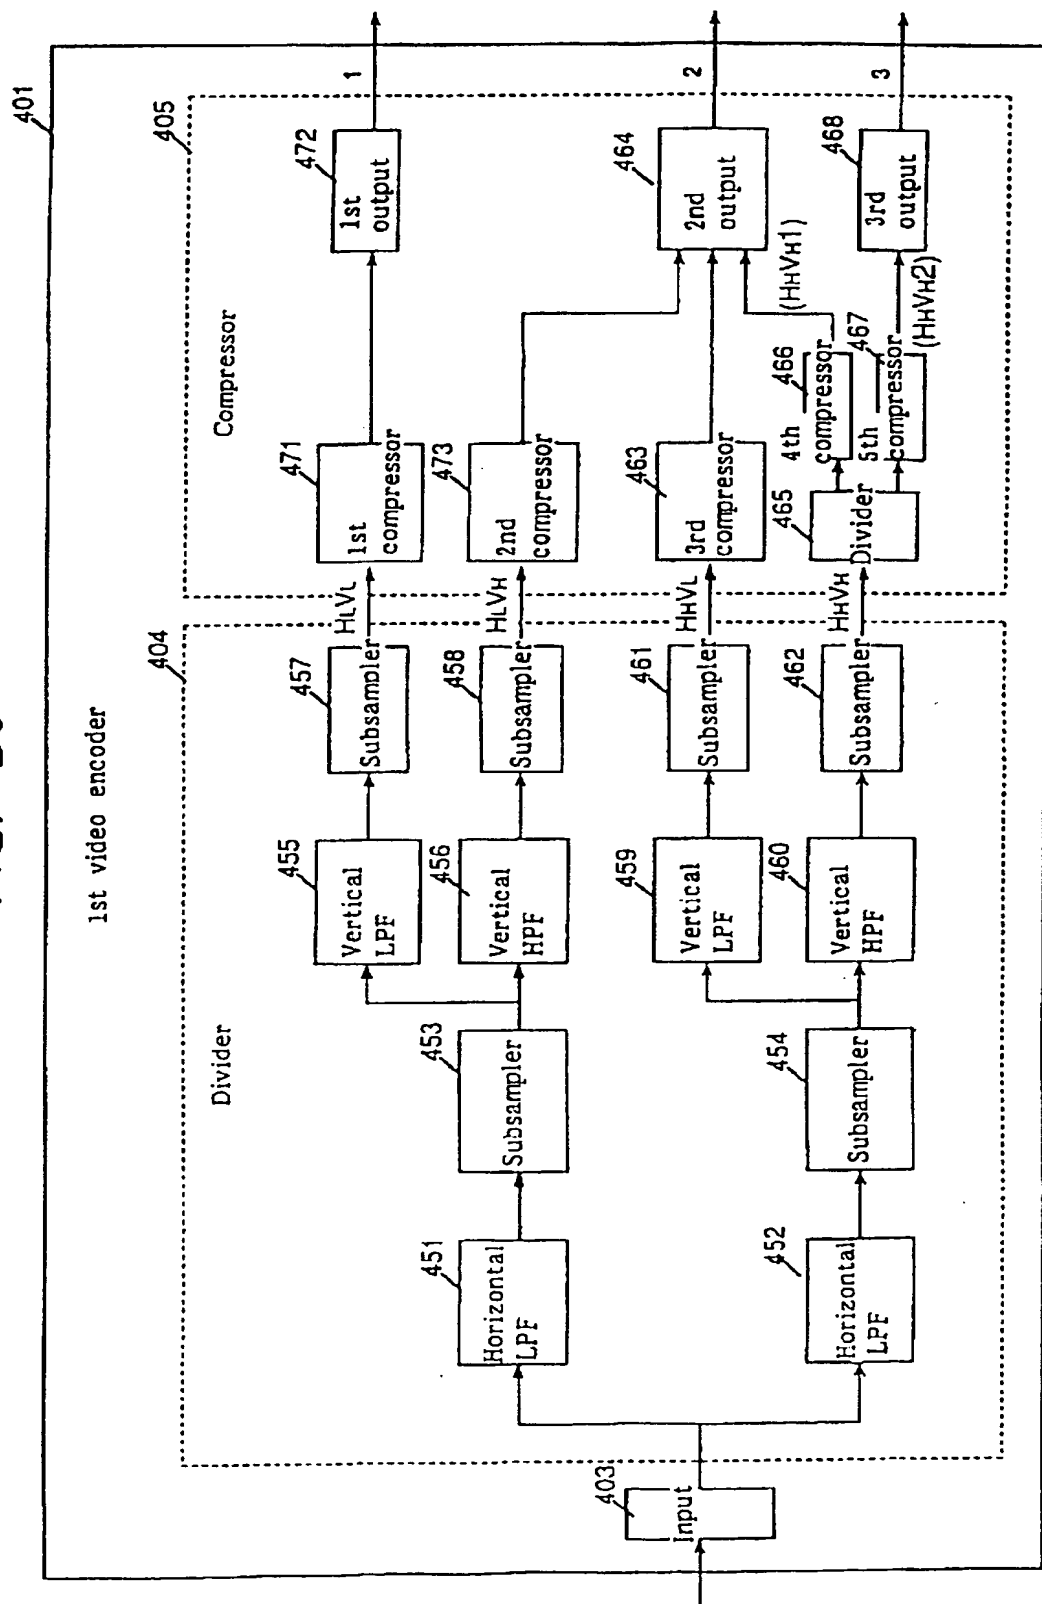 401
1st video encoder
403
Input
404
Divider
451
Horizontal
LPF
453
Subsampler
455
Vertical
LPF
457
Subsampler
HLVL
456
Vertical
HPF
458
Subsampler
HLVH
452
Horizontal
LPF
454
Subsampler
459
Vertical
LPF
461
Subsampler
HHVL
460
Vertical
HPF
462
Subsampler
HHVH
405
Compressor
471
1st
compressor
472
1st
output
1
473
2nd
compressor
463
3rd
compressor
464
2nd
output
2
465
Divider
466
4th
compressor
(HHVH1)
467
5th
compressor
(HHVH2)
468
3rd
output
3